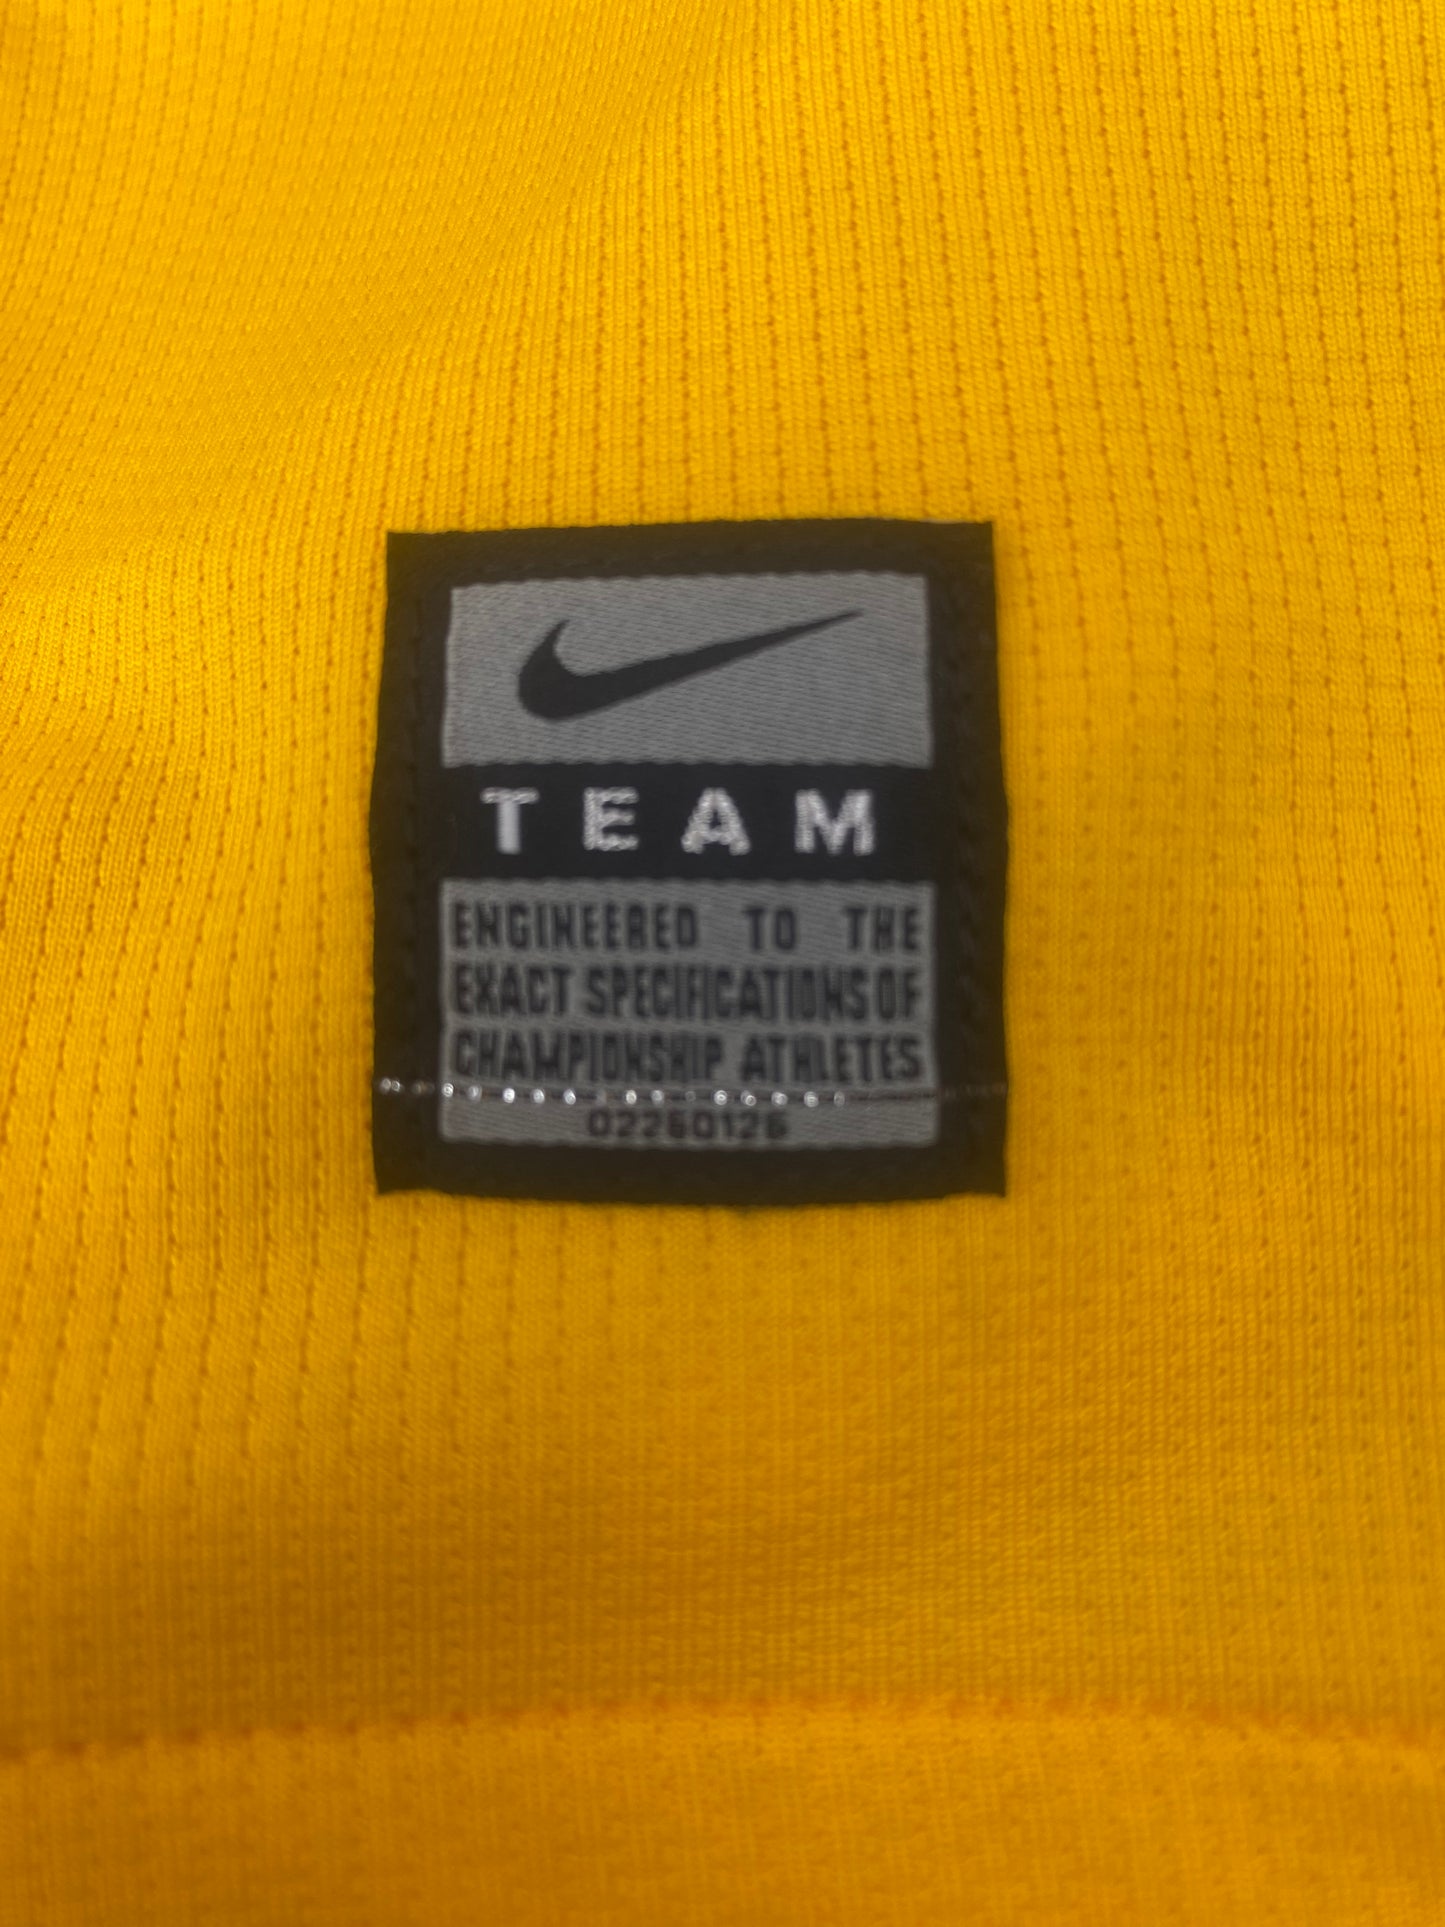 TEAM
ENGINEERED TO THE
EXACT SPECIFICATIONS OF
CHAMPIONSHIP ATHLETES
02260126